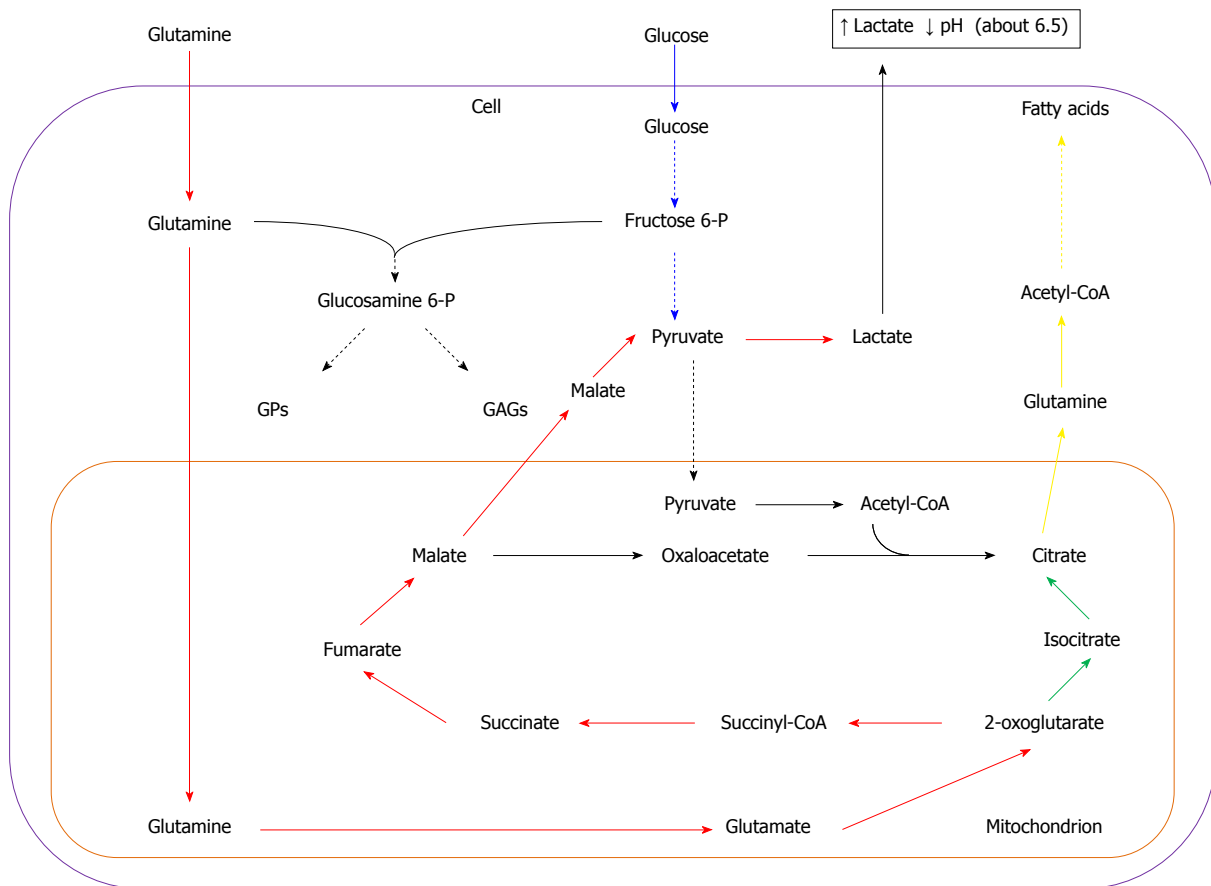 Glutamine
Glucose
↑ Lactate ↓ pH (about 6.5)
Cell
Fatty acids
Glucose
Glutamine
Fructose 6-P
Glucosamine 6-P
Acetyl-CoA
Pyruvate
Lactate
Malate
GPs
GAGs
Glutamine
Pyruvate
Acetyl-CoA
Malate
Oxaloacetate
Citrate
Fumarate
Isocitrate
Succinate
Succinyl-CoA
2-oxoglutarate
Glutamine
Glutamate
Mitochondrion